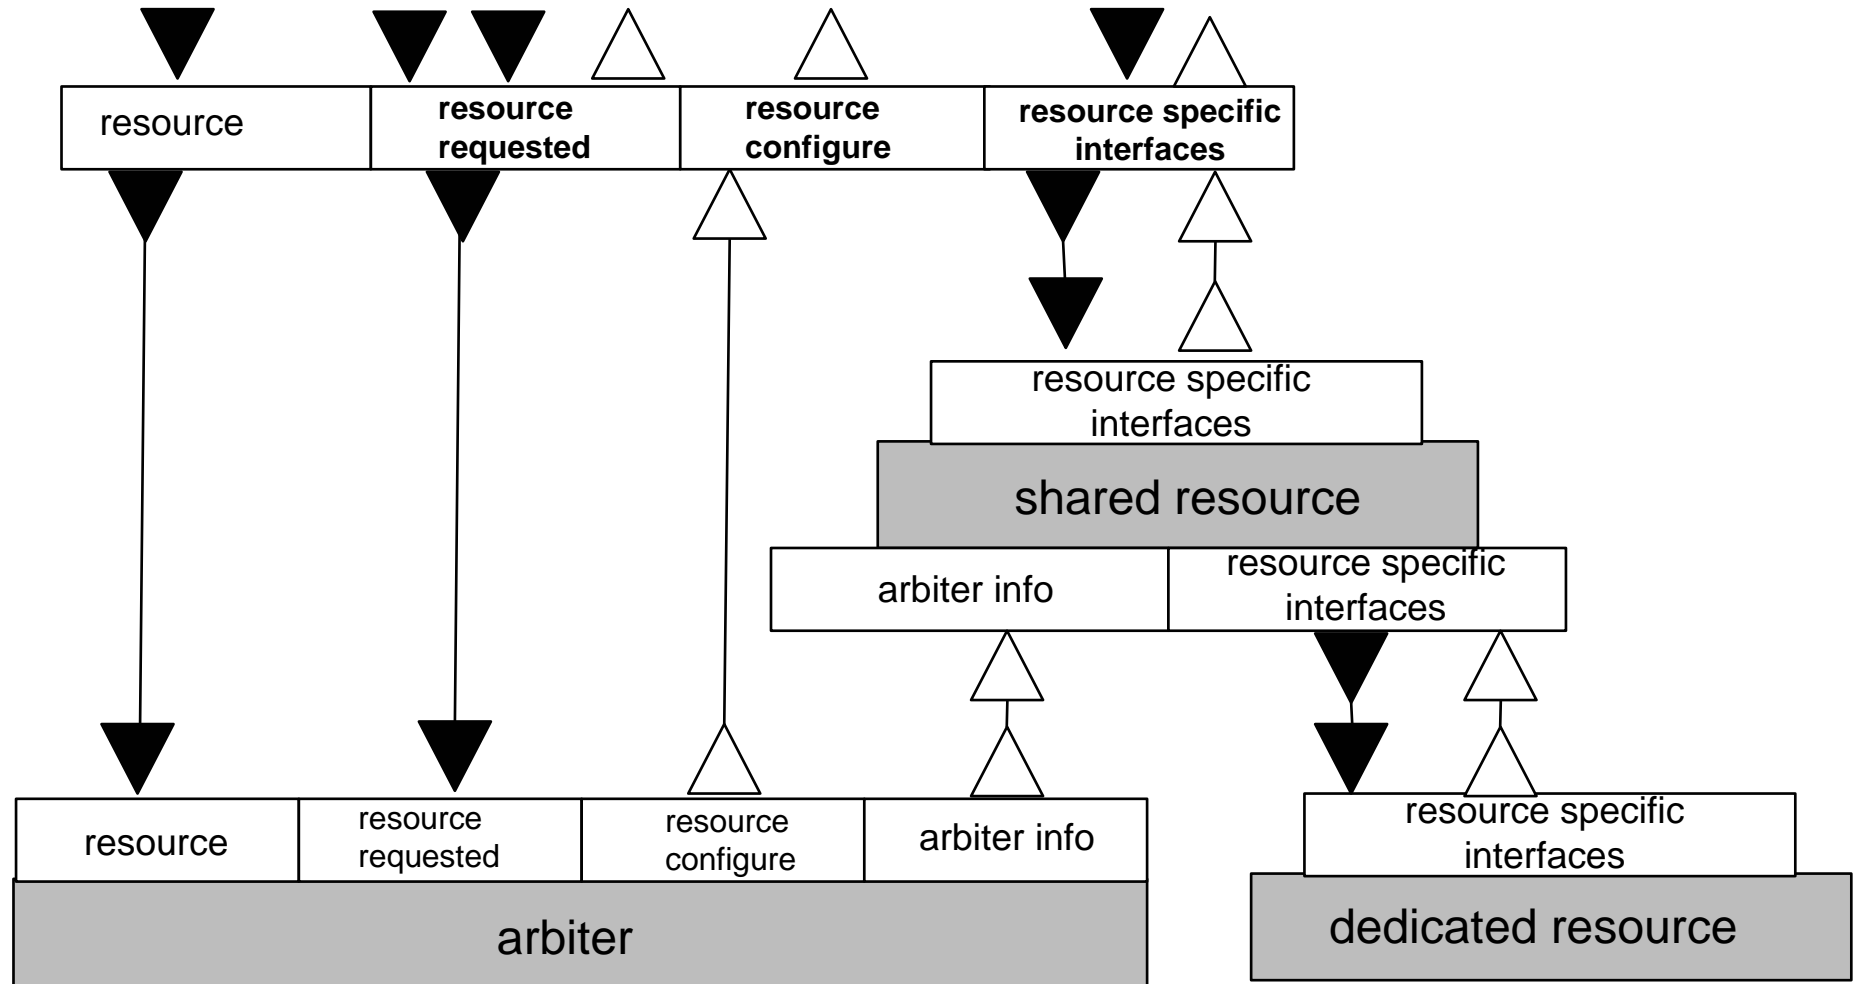 resource
resource
requested
resource
configure
resource specific
interfaces
resource specific
interfaces
shared resource
arbiter info
resource specific
interfaces
resource
resource
requested
resource
configure
arbiter info
resource specific
interfaces
arbiter
dedicated resource